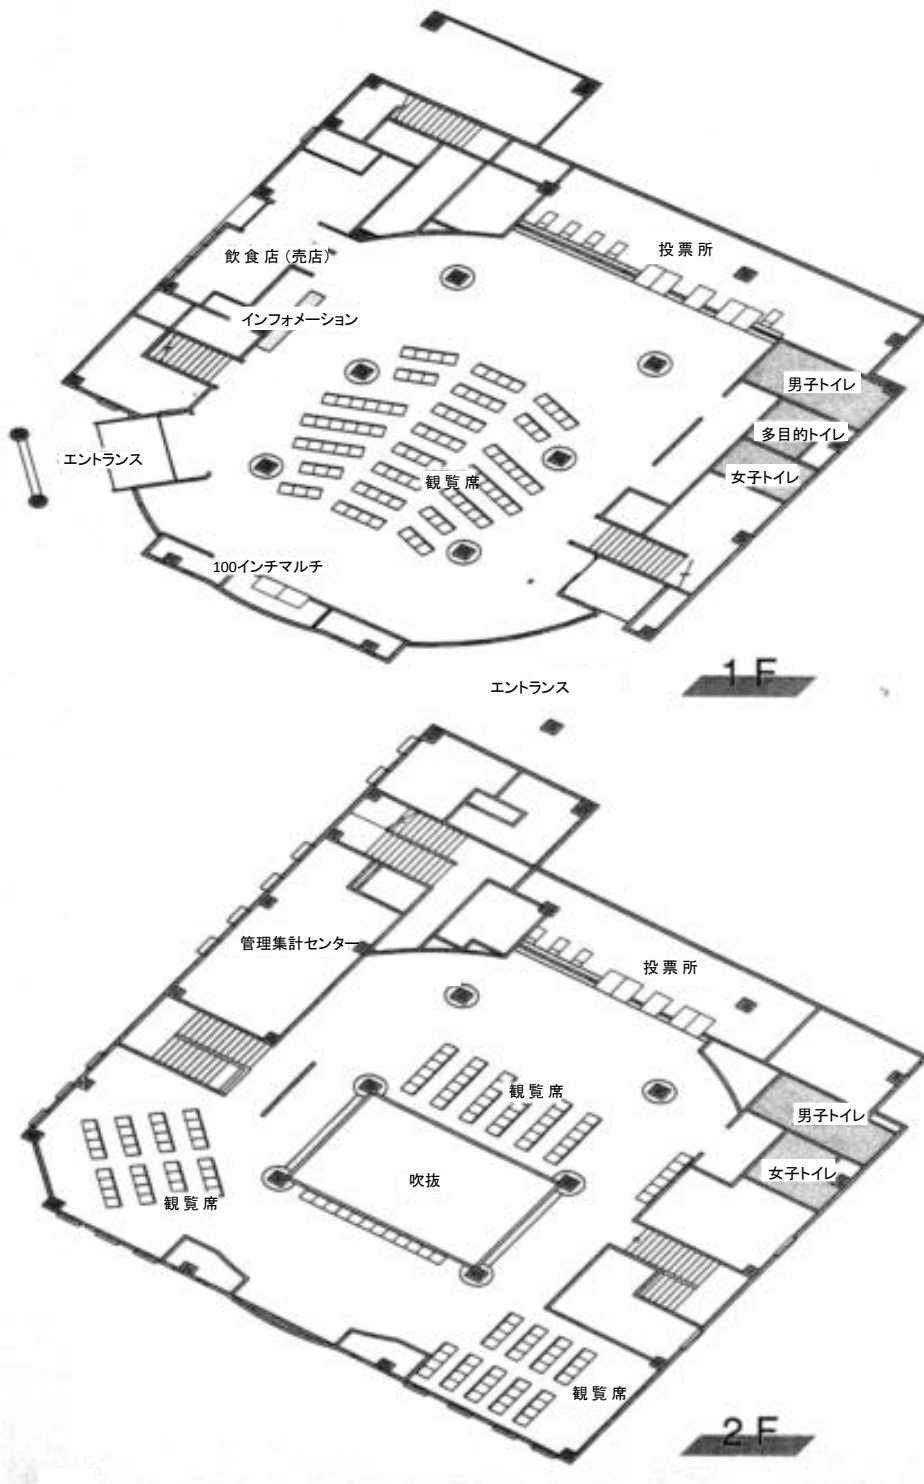 投票所
飲食店（売店）
インフォメーション
男子トイレ
多目的トイレ
エントランス
女子トイレ
観覧席
100インチマルチ
1F
エントランス
管理集計センター
投票所
観覧席
男子トイレ
女子トイレ
吹抜
観覧席
観覧席
2F